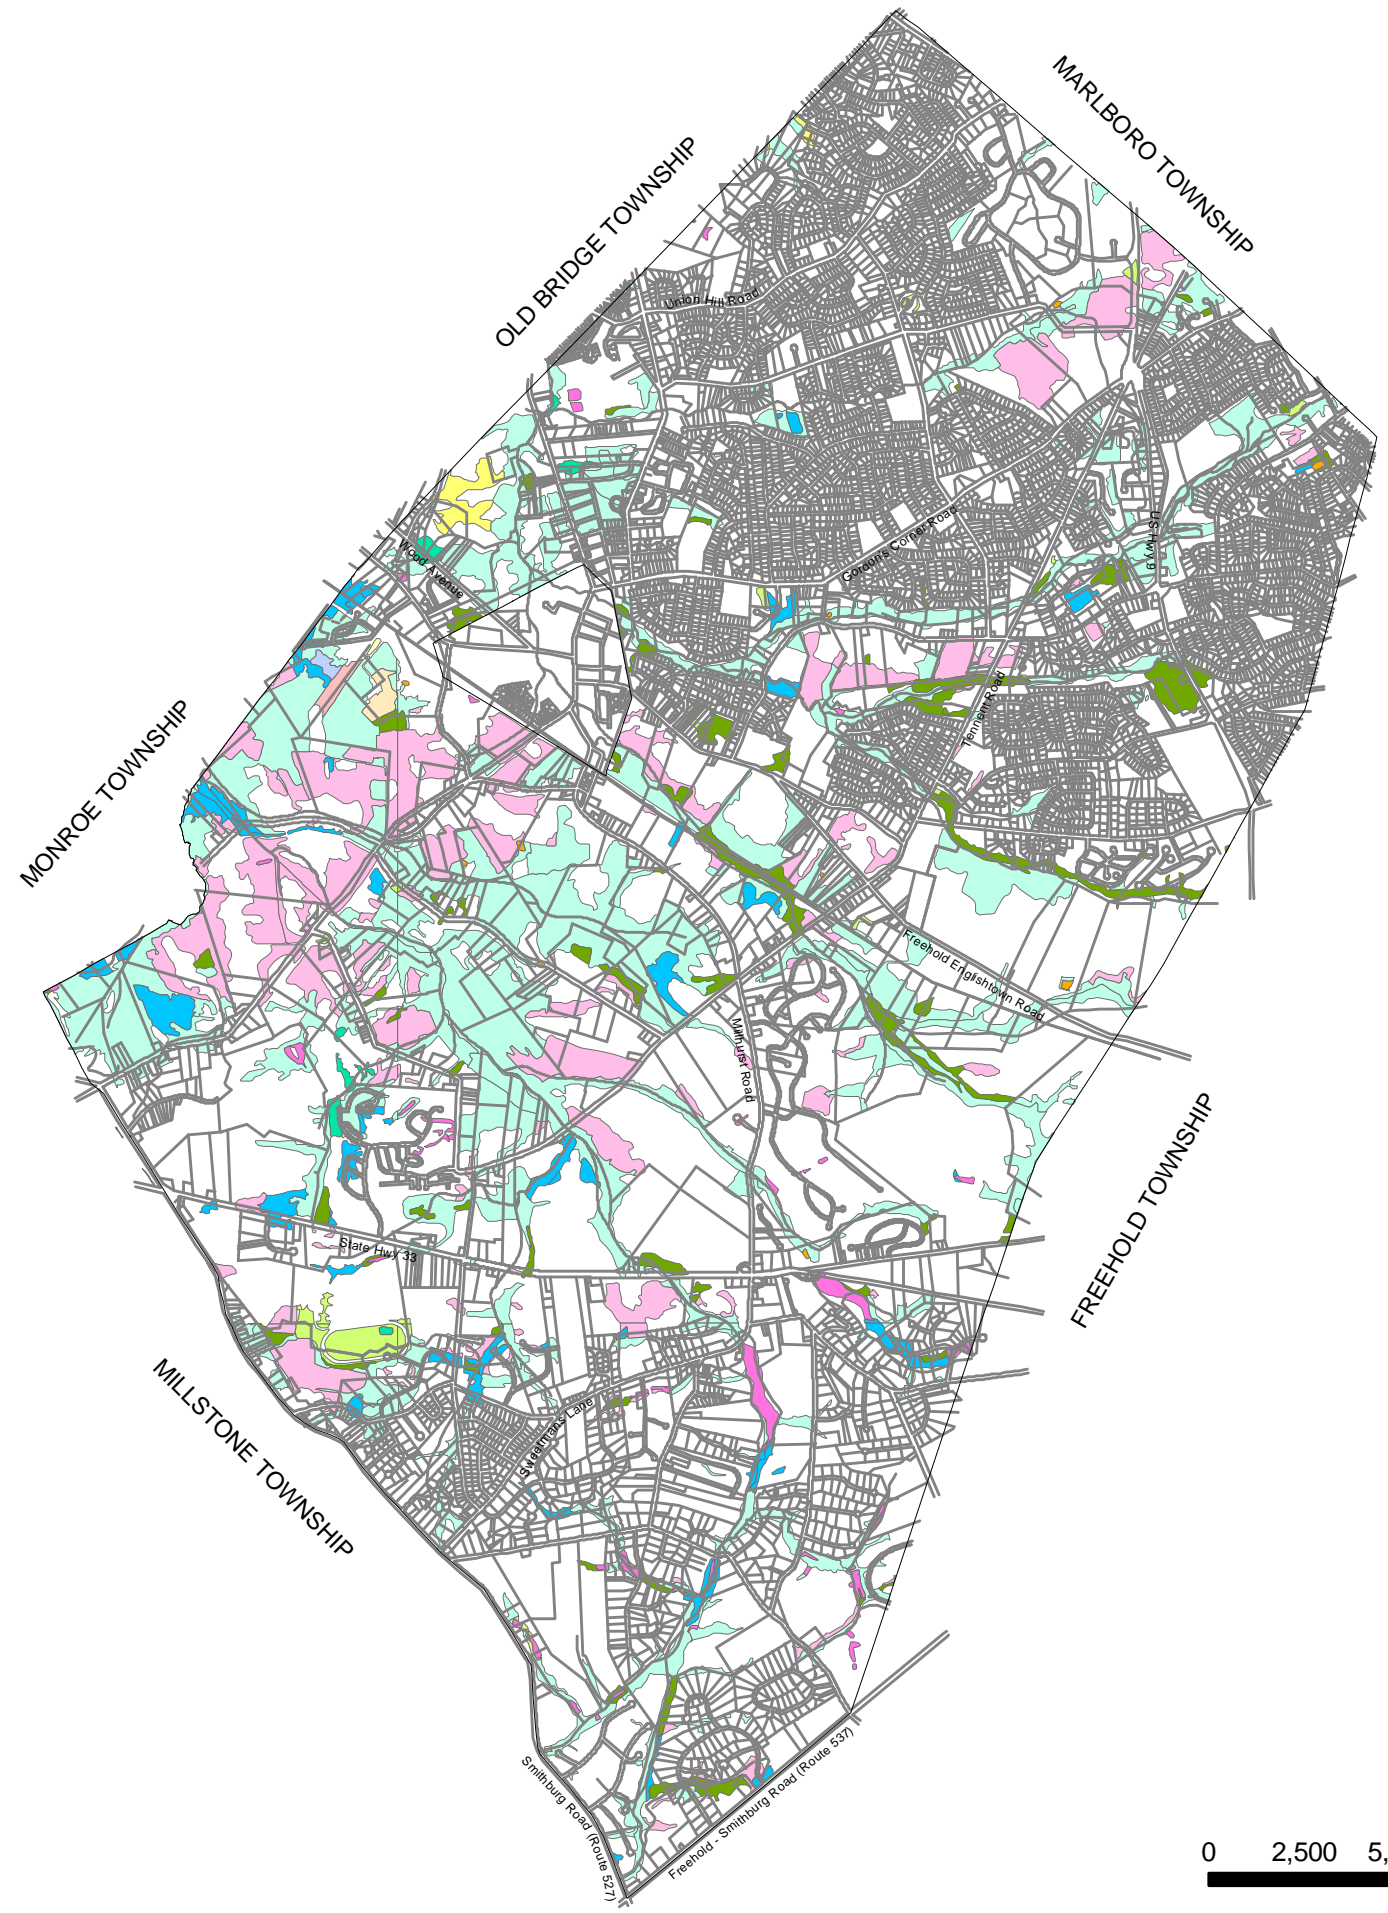 MARLBORO TOWNSHIP
OLD BRIDGE TOWNSHIP
Union Hill Road
Gordon's Corner Road
US Hwy 9
Wood Avenue
Tennent Road
MONROE TOWNSHIP
Freehold Englishtown Road
Millhurst Road
FREEHOLD TOWNSHIP
State Hwy 33
MILLSTONE TOWNSHIP
Sweetmans Lane
Smithburg Road (Route 527)
Freehold - Smithburg Road (Route 537)
0 2,500 5,